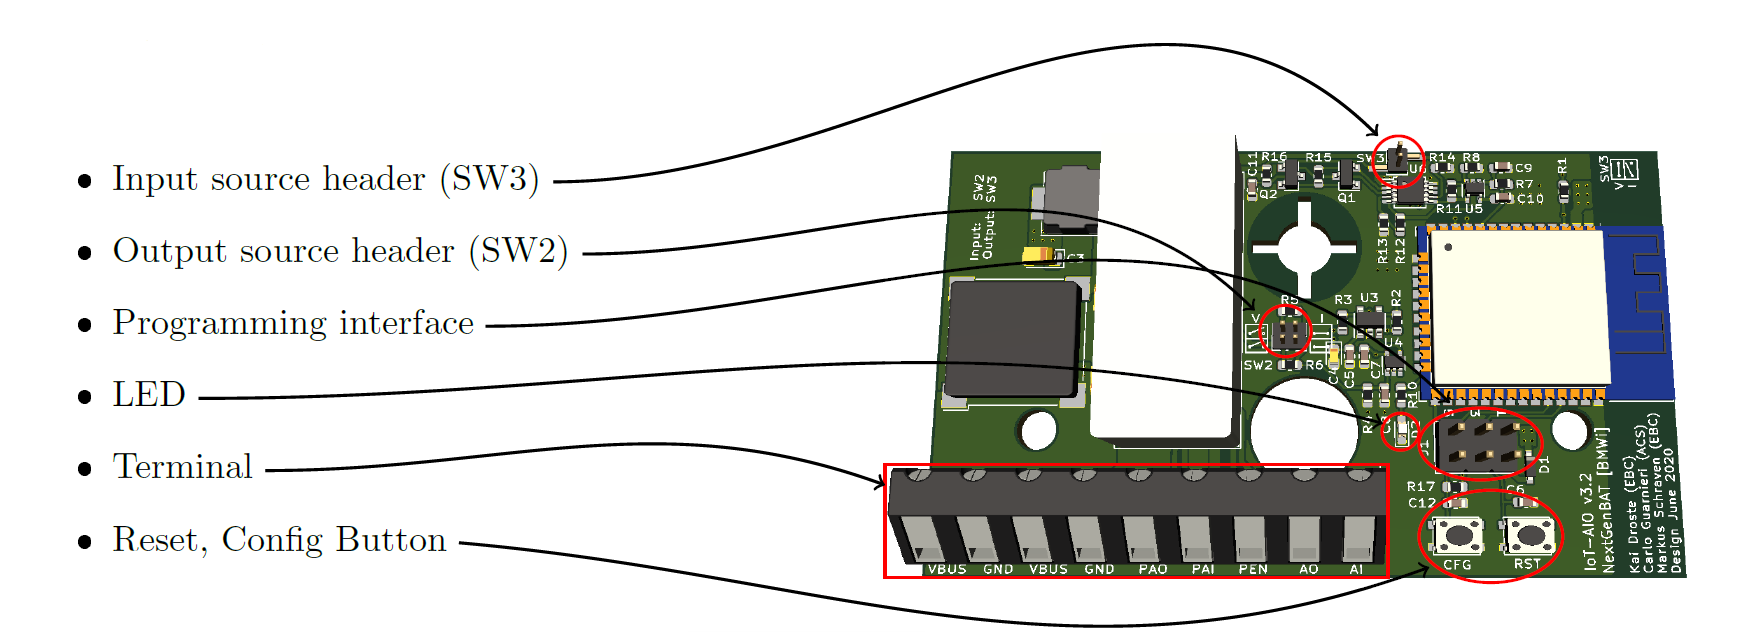 • Input source header (SW3)
• Output source header (SW2)
• Programming interface
• LED
• Terminal
• Reset, Config Button
Input: SW2
Output: SW3
C3
C11
R16
Q2
R15
Q1
SW3
R14
R8
C9
R7
C10
R11
U5
R1
SW3
V I
R13
R12
R5
R3
U3
R2
V
I
SW2
R6
C4
C5
C7
U4
R10
J1
D1
R17
C12
C6
CFG
RST
VBUS GND VBUS GND PAO PAI PEN AO AI
IoT-AIO v3.2
NextGenBAT [BMWi]
Kai Droste (EBC)
Carlo Guarnieri (ACS)
Markus Schraven (EBC)
Design June 2020